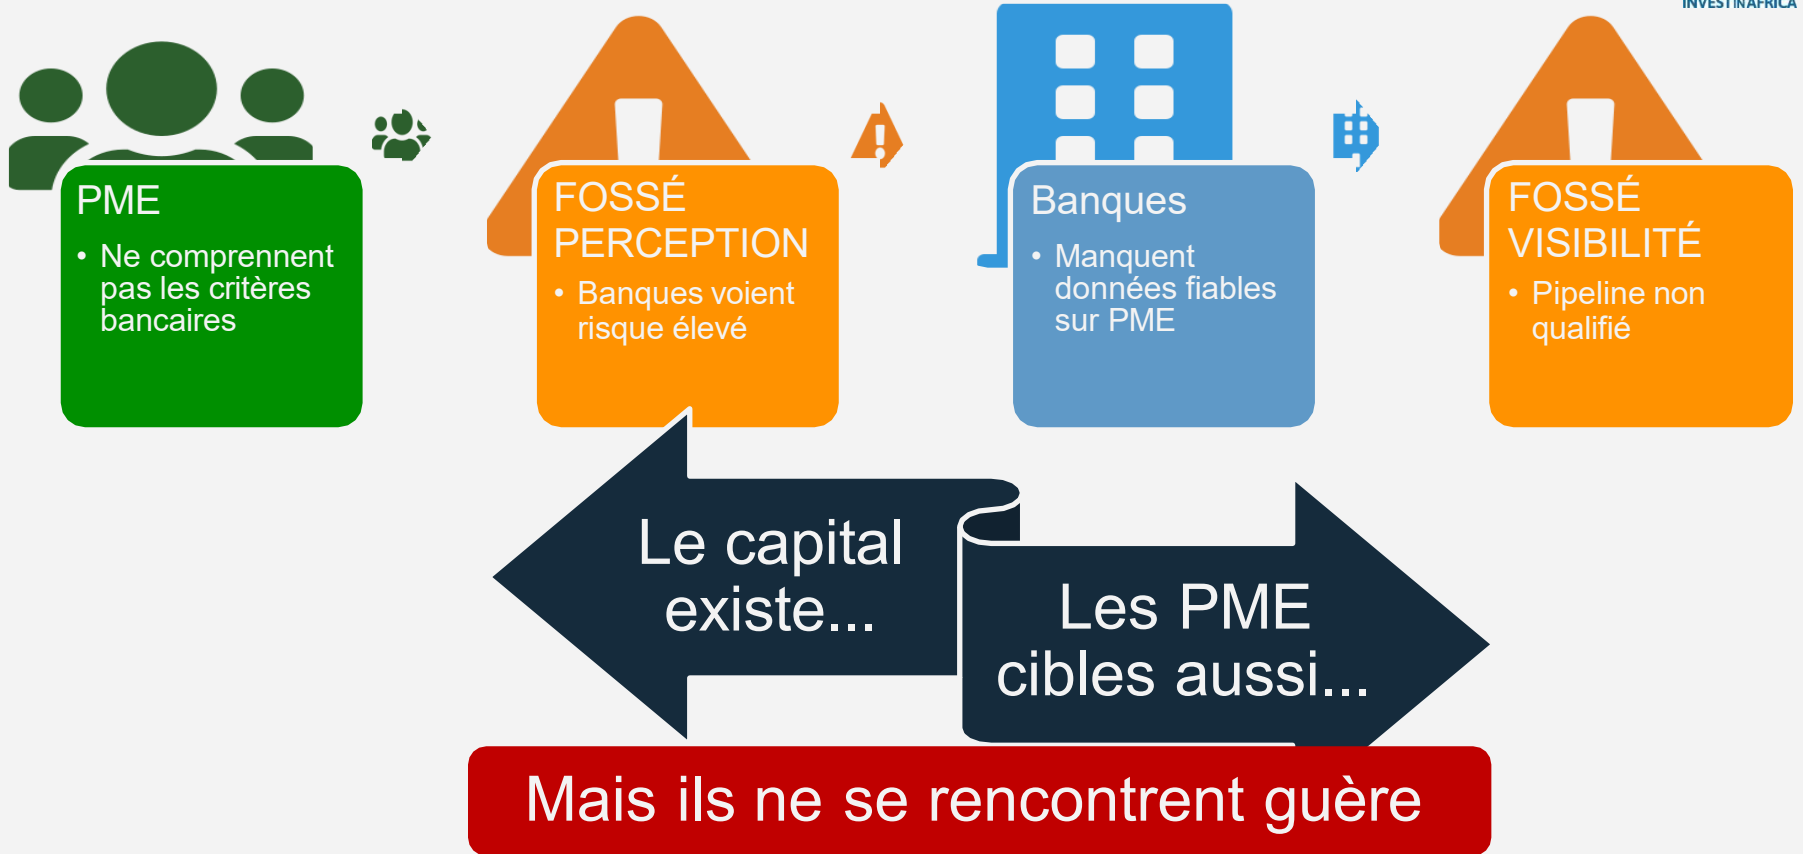 INVESTINAFRICA
PME
• Ne comprennent
pas les critères
bancaires
FOSSÉ
PERCEPTION
• Banques voient
risque élevé
Banques
• Manquent
données fiables
sur PME
FOSSÉ
VISIBILITÉ
• Pipeline non
qualifié
Le capital
existe...
Les PME
cibles aussi...
Mais ils ne se rencontrent guère